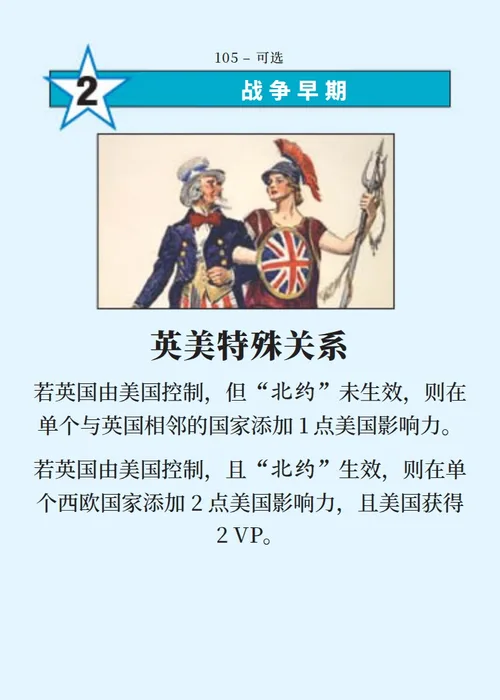 105 – 可选
2
战争早期
英美特殊关系
若英国由美国控制，但“北约”未生效，则在
单个与英国相邻的国家添加 1 点美国影响力。
若英国由美国控制，且“北约”生效，则在单
个西欧国家添加 2 点美国影响力，且美国获得
2 VP。